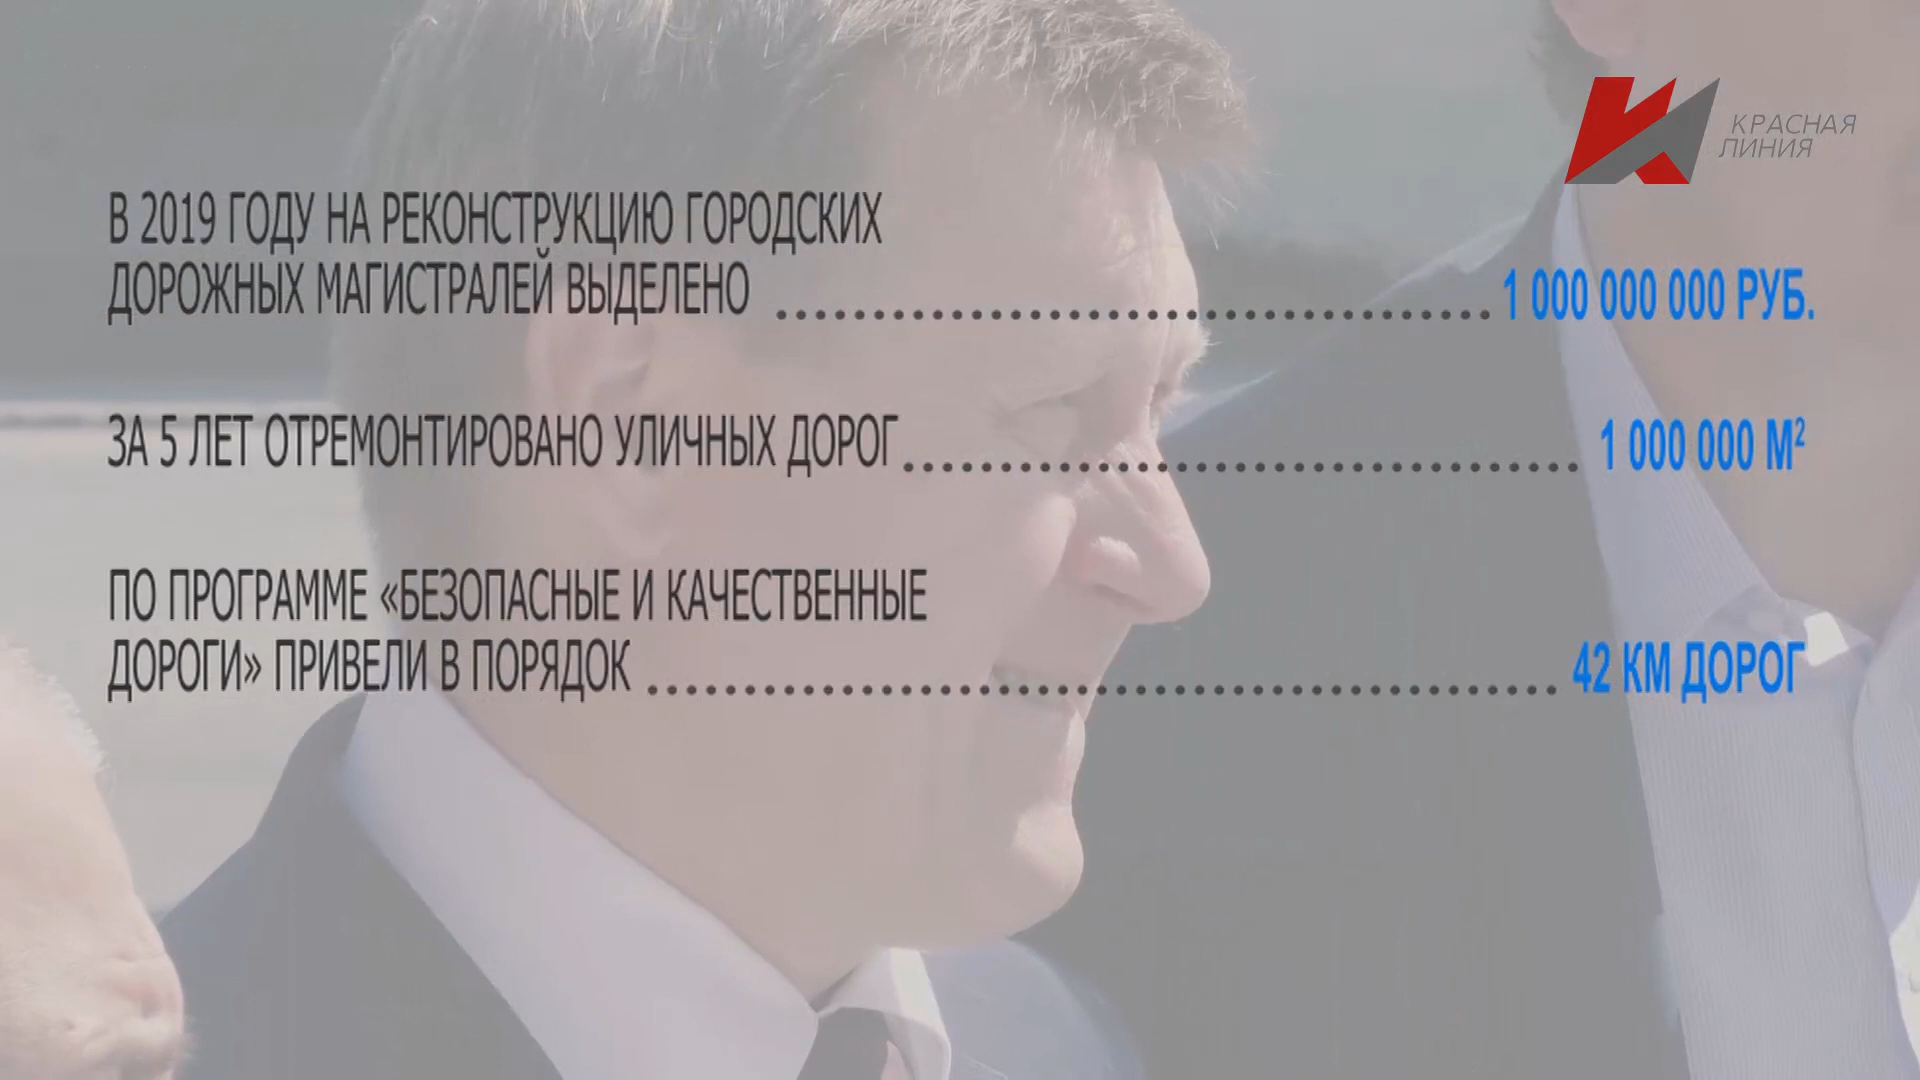 КРАСНАЯ
ЛИНИЯ
В 2019 ГОДУ НА РЕКОНСТРУКЦИЮ ГОРОДСКИХ
ДОРОЖНЫХ МАГИСТРАЛЕЙ ВЫДЕЛЕНО ..................................... 1 000 000 000 РУБ.
ЗА 5 ЛЕТ ОТРЕМОНТИРОВАНО УЛИЧНЫХ ДОРОГ................................... 1 000 000 М²
ПО ПРОГРАММЕ «БЕЗОПАСНЫЕ И КАЧЕСТВЕННЫЕ
ДОРОГИ» ПРИВЕЛИ В ПОРЯДОК ............................................... 42 КМ ДОРОГ